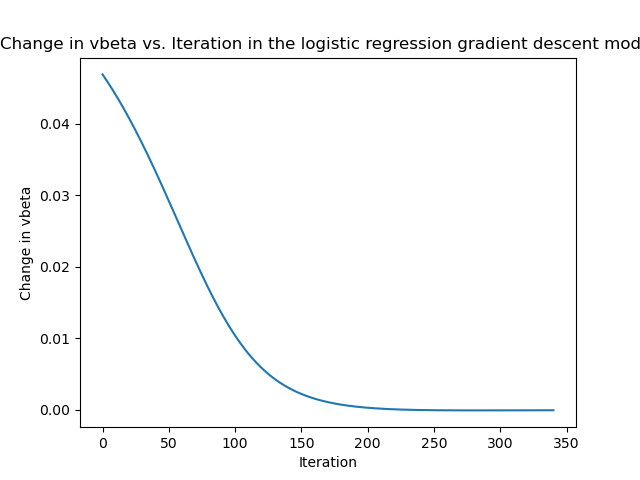 Change in vbeta vs. Iteration in the logistic regression gradient descent mod
0.04
0.03
0.02
0.01
0.00
Change in vbeta
0 50 100 150 200 250 300 350
Iteration